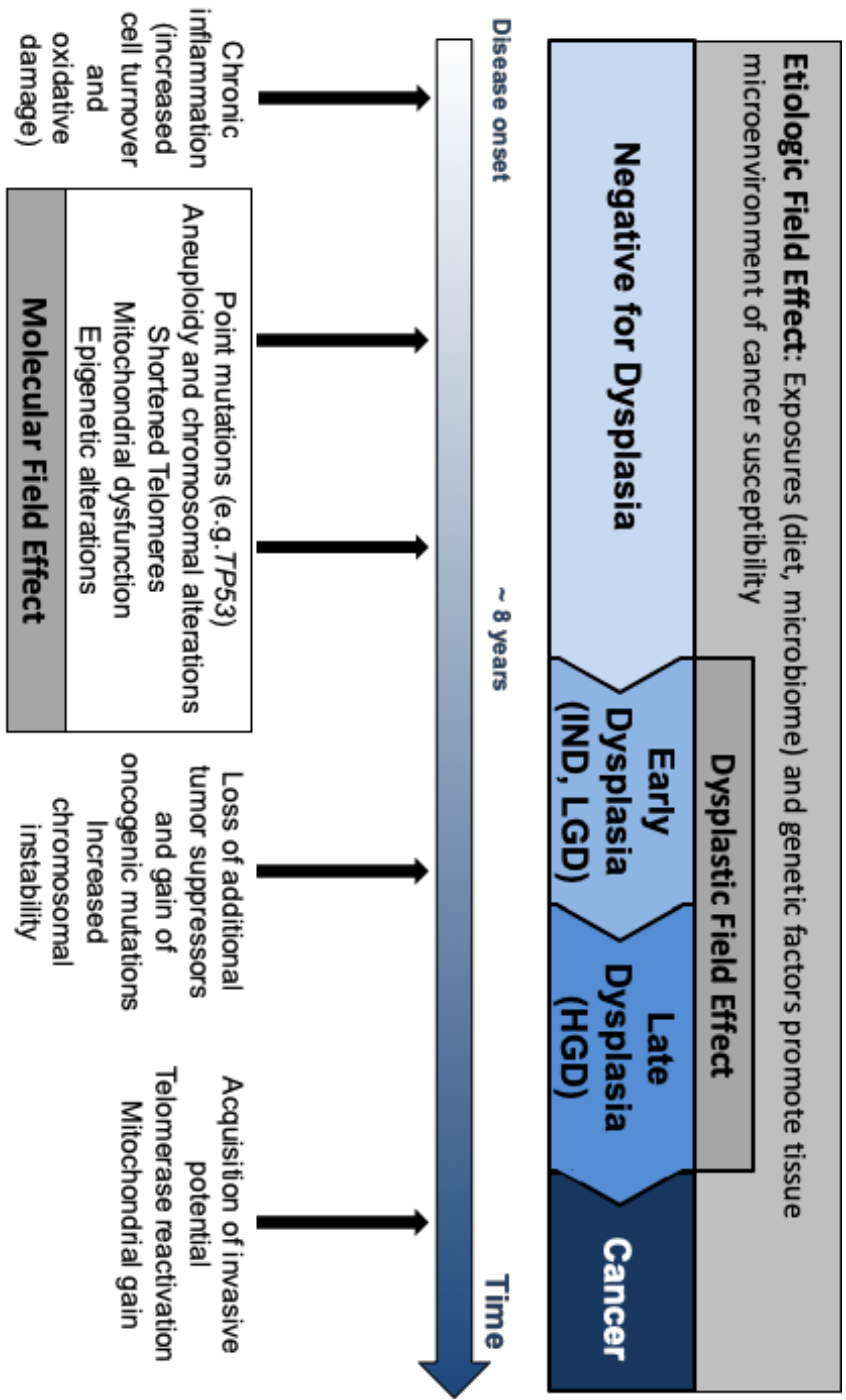 Etiologic Field Effect: Exposures (diet, microbiome) and genetic factors promote tissue
microenvironment of cancer susceptibility
Dysplastic Field Effect
Negative for Dysplasia
Early
Dysplasia
(IND, LGD)
Late
Dysplasia
(HGD)
Cancer
Disease onset
~ 8 years
Time
Chronic
inflammation
(increased
cell turnover
and
oxidative
damage)
Point mutations (e.g.TP53)
Aneuploidy and chromosomal alterations
Shortened Telomeres
Mitochondrial dysfunction
Epigenetic alterations
Molecular Field Effect
Loss of additional
tumor suppressors
and gain of
oncogenic mutations
Increased
chromosomal
instability
Acquisition of invasive
potential
Telomerase reactivation
Mitochondrial gain